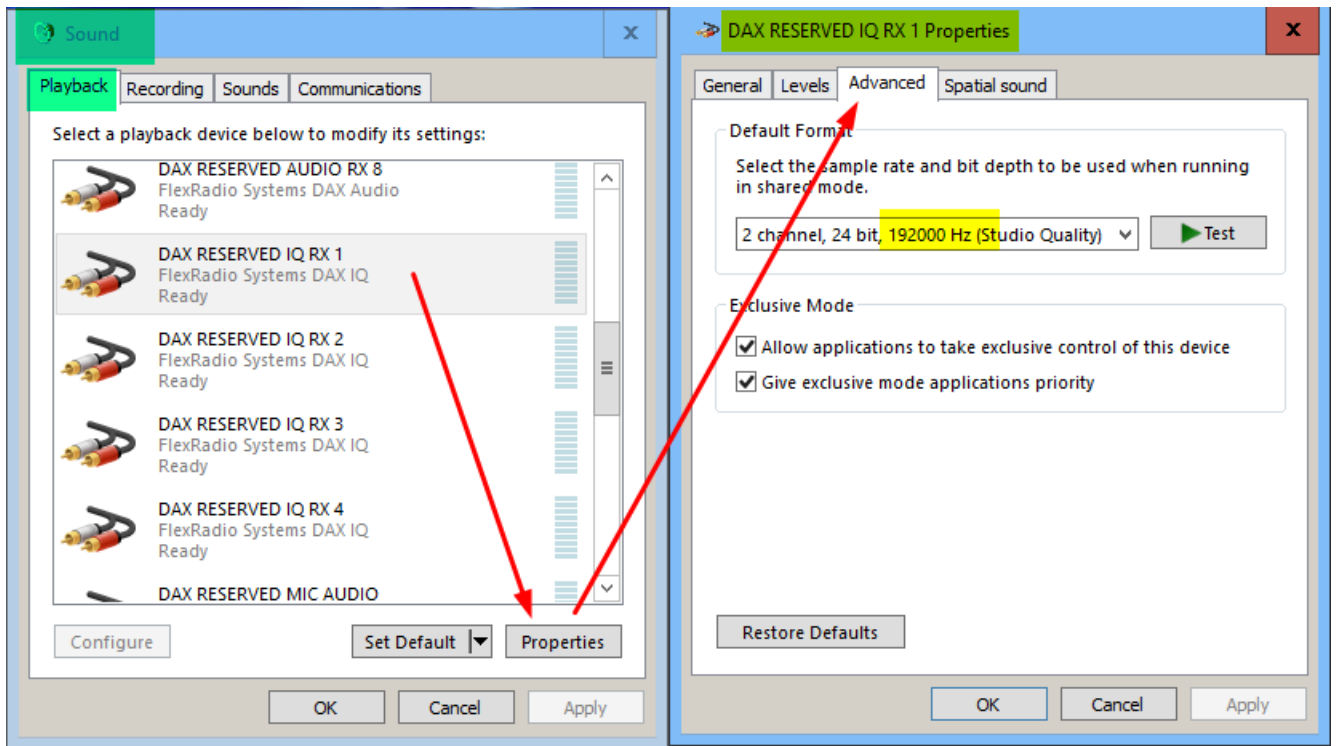 Sound
x
Playback
Recording
Sounds
Communications
Select a playback device below to modify its settings:
DAX RESERVED AUDIO RX 8
FlexRadio Systems DAX Audio
Ready
DAX RESERVED IQ RX 1
FlexRadio Systems DAX IQ
Ready
DAX RESERVED IQ RX 2
FlexRadio Systems DAX IQ
Ready
DAX RESERVED IQ RX 3
FlexRadio Systems DAX IQ
Ready
DAX RESERVED IQ RX 4
FlexRadio Systems DAX IQ
Ready
DAX RESERVED MIC AUDIO
Configure
Set Default
Properties
OK
Cancel
Apply
DAX RESERVED IQ RX 1 Properties
x
General
Levels
Advanced
Spatial sound
Default Format
Select the sample rate and bit depth to be used when running
in shared mode.
2 channel, 24 bit, 192000 Hz (Studio Quality)
Test
Exclusive Mode
Allow applications to take exclusive control of this device
Give exclusive mode applications priority
Restore Defaults
OK
Cancel
Apply